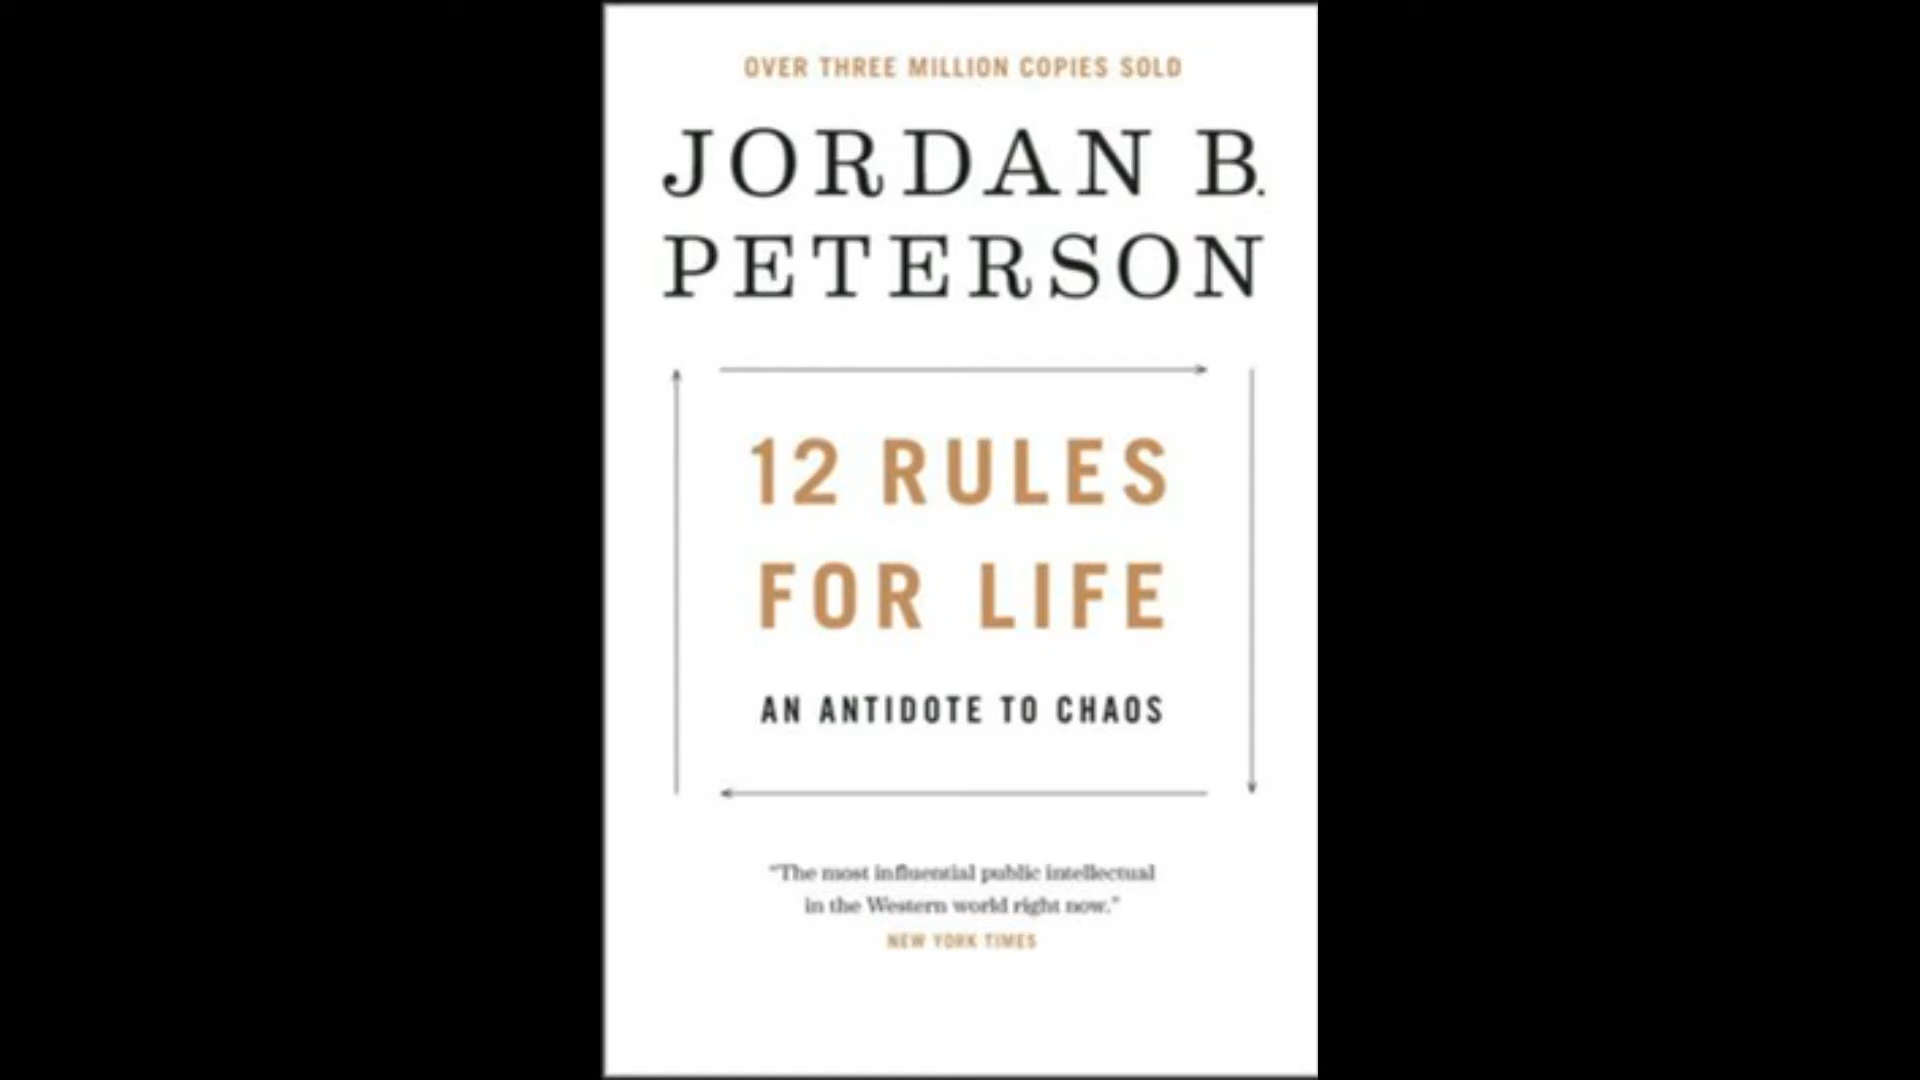 OVER THREE MILLION COPIES SOLD
JORDAN B.
PETERSON
12 RULES
FOR LIFE
AN ANTIDOTE TO CHAOS
“The most influential public intellectual
in the Western world right now.”
NEW YORK TIMES